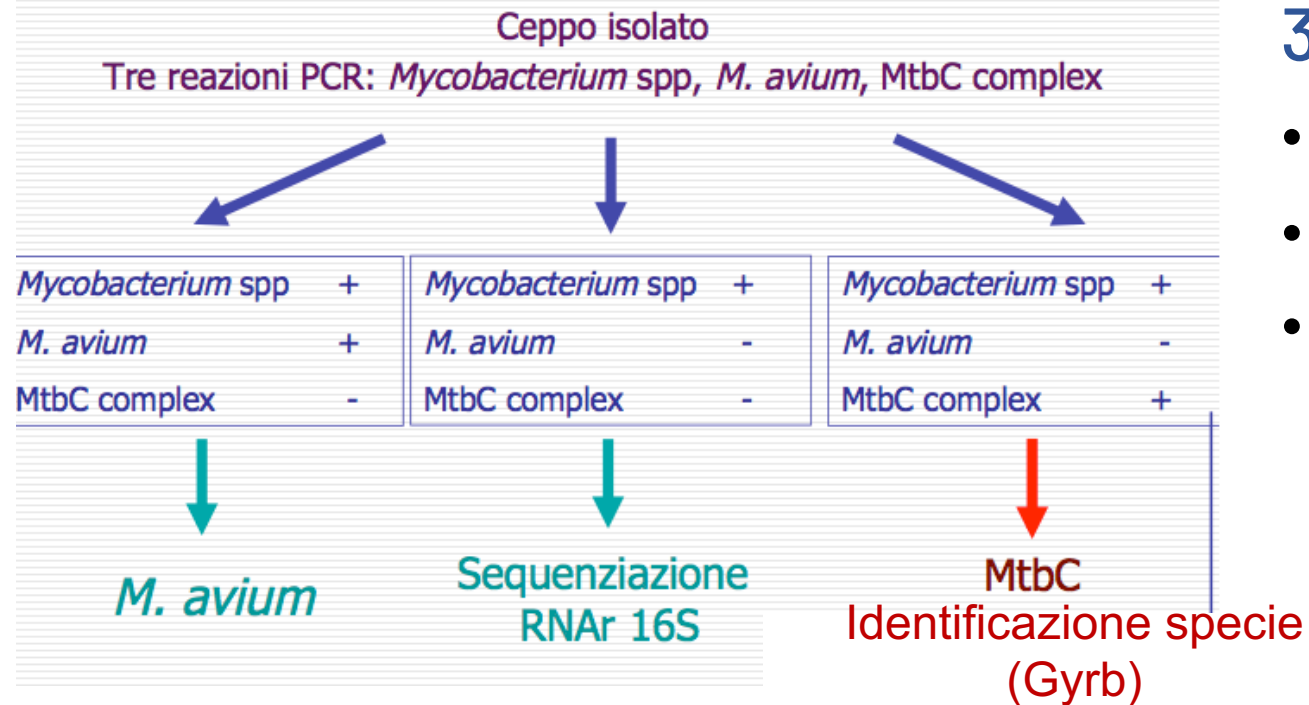 Ceppo isolato
Tre reazioni PCR: Mycobacterium spp, M. avium, MtbC complex
3
•
•
•
Mycobacterium spp +
M. avium +
MtbC complex -
Mycobacterium spp +
M. avium -
MtbC complex -
Mycobacterium spp +
M. avium -
MtbC complex +
M. avium
Sequenziazione
RNAr 16S
MtbC
Identificazione specie
(Gyrb)